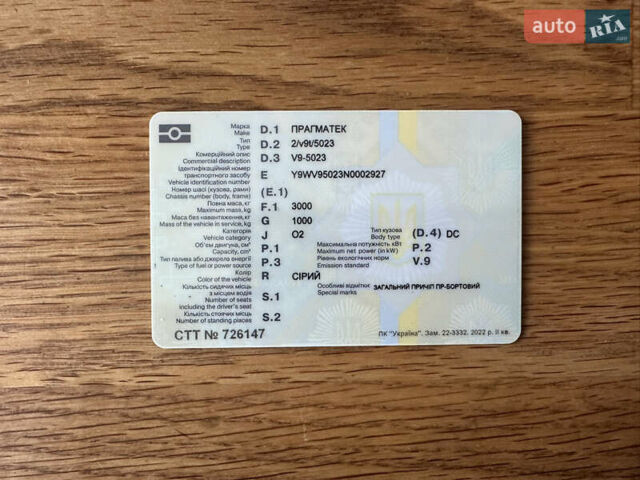 auto RIA.com
Марка
Make D.1 ПРАГМАТЕК
Тип
Type D.2 2/v9t/5023
Комерційний опис
Commercial description D.3 V9-5023
Ідентифікаційний номер
транспортного засобу E Y9WV95023N0002927
Vehicle identification number
Номер шасі (кузова, рами) (E.1)
Chassis number (body, frame)
Повна маса, кг F.1 3000
Maximum mass, kg
Маса без навантаження, кг G 1000
Mass of the vehicle in service, kg
Категорія J O2 Тип кузова (D.4) DC
Vehicle category Body type
Об'єм двигуна, см³ P.1 Максимальна потужність кВт P.2
Capacity, cm³ Maximum net power (in kW)
Тип палива або джерела енергії P.3 Рівень екологічних норм V.9
Type of fuel or power source Emission standard
Колір R СІРИЙ
Color of the vehicle
Кількість сидячих місць Особливі відмітки ЗАГАЛЬНИЙ ПРИЧІП ПР-БОРТОВИЙ
з місцем водія S.1 Special marks
Number of seats
including the driver's seat
Кількість стоячих місць S.2
Number of standing places
СТТ № 726147 ПК "Україна". Зам. 22-3332. 2022 р. II кв.